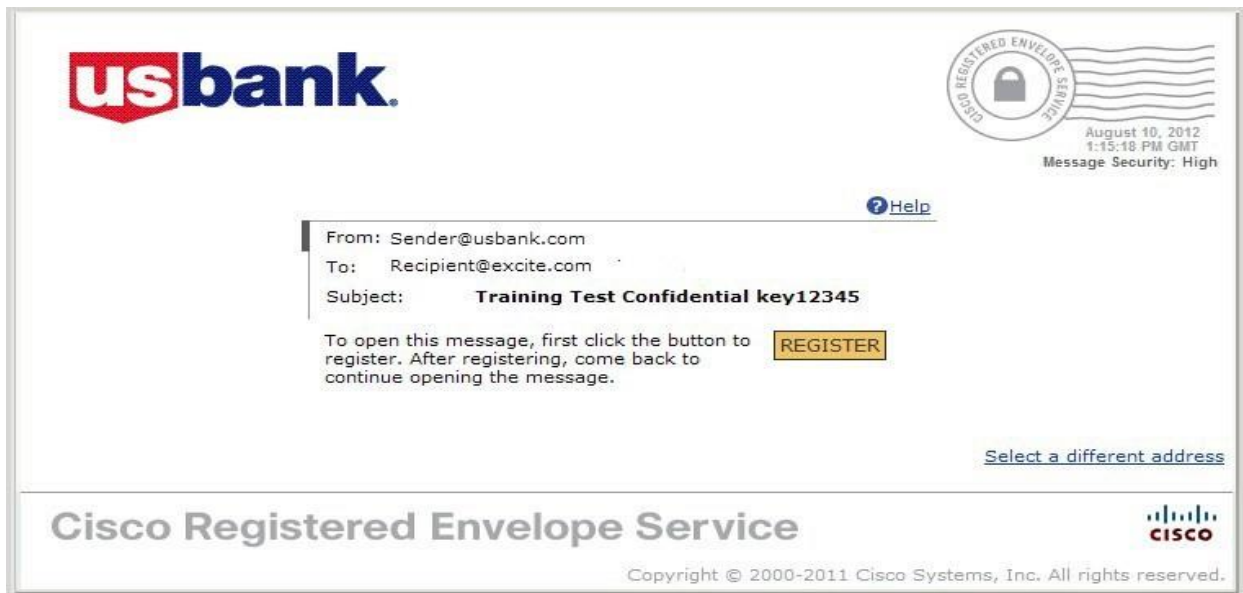 usbank.
CISCO REGISTERED ENVELOPE SERVICE
August 10, 2012
1:15:18 PM GMT
Message Security: High
?Help
From: Sender@usbank.com
To: Recipient@excite.com
Subject: Training Test Confidential key12345
To open this message, first click the button to
register. After registering, come back to
continue opening the message.
REGISTER
Select a different address
Cisco Registered Envelope Service
CISCO
Copyright © 2000-2011 Cisco Systems, Inc. All rights reserved.